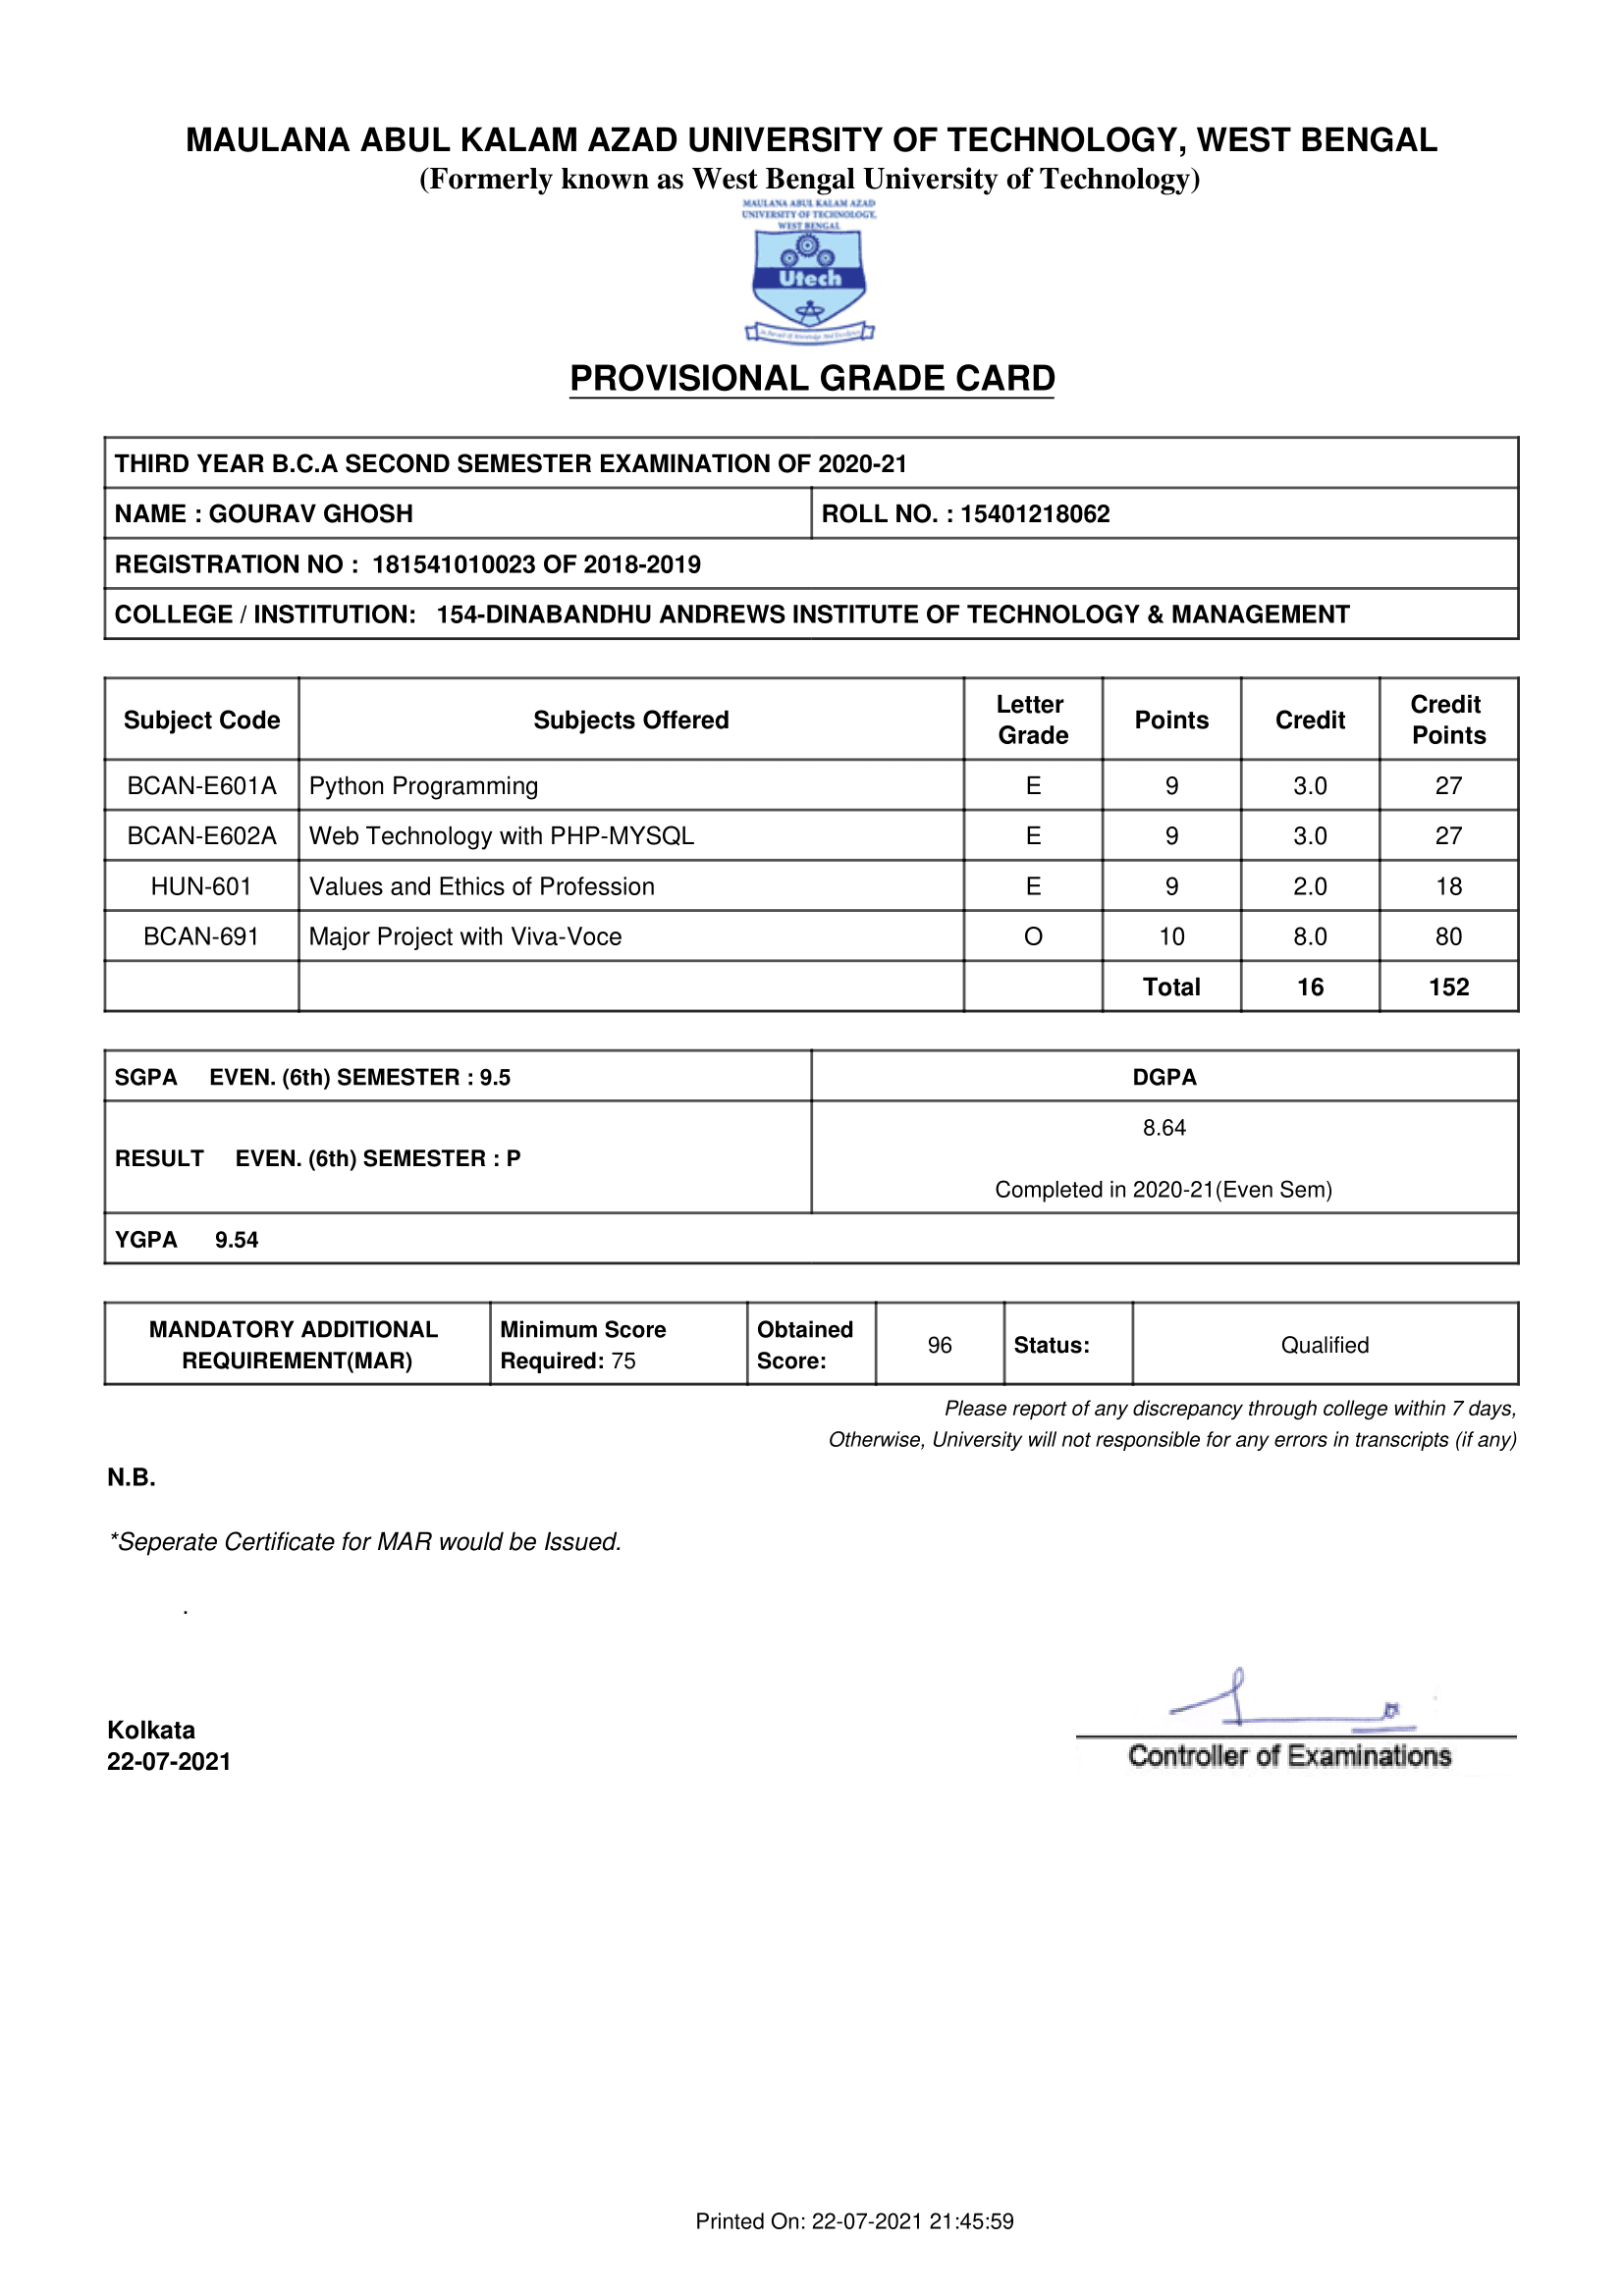 MAULANA ABUL KALAM AZAD UNIVERSITY OF TECHNOLOGY, WEST BENGAL
(Formerly known as West Bengal University of Technology)
MAULANA ABUL KALAM AZAD
UNIVERSITY OF TECHNOLOGY,
WEST BENGAL
Utech
PROVISIONAL GRADE CARD
THIRD YEAR B.C.A SECOND SEMESTER EXAMINATION OF 2020-21
NAME : GOURAV GHOSH ROLL NO. : 15401218062
REGISTRATION NO : 181541010023 OF 2018-2019
COLLEGE / INSTITUTION: 154-DINABANDHU ANDREWS INSTITUTE OF TECHNOLOGY & MANAGEMENT
Subject Code Subjects Offered Letter Grade Points Credit Credit Points
BCAN-E601A Python Programming E 9 3.0 27
BCAN-E602A Web Technology with PHP-MYSQL E 9 3.0 27
HUN-601 Values and Ethics of Profession E 9 2.0 18
BCAN-691 Major Project with Viva-Voce O 10 8.0 80
Total 16 152
SGPA EVEN. (6th) SEMESTER : 9.5 DGPA
RESULT EVEN. (6th) SEMESTER : P 8.64
Completed in 2020-21(Even Sem)
YGPA 9.54
MANDATORY ADDITIONAL REQUIREMENT(MAR) Minimum Score Required: 75 Obtained Score: 96 Status: Qualified
Please report of any discrepancy through college within 7 days,
Otherwise, University will not responsible for any errors in transcripts (if any)
N.B.
*Seperate Certificate for MAR would be Issued.
.
Kolkata
22-07-2021
Controller of Examinations
Printed On: 22-07-2021 21:45:59